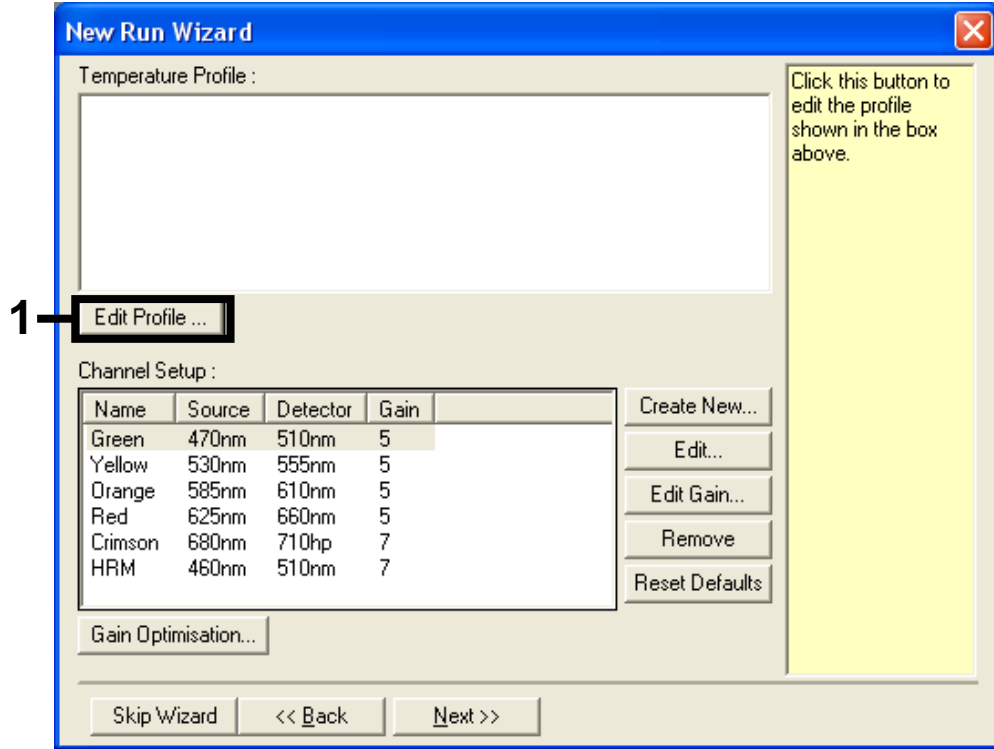 New Run Wizard
Temperature Profile :
Click this button to
edit the profile
shown in the box
above.
1
Edit Profile ...
Channel Setup :
Name Source Detector Gain
Green 470nm 510nm 5
Yellow 530nm 555nm 5
Orange 585nm 610nm 5
Red 625nm 660nm 5
Crimson 680nm 710hp 7
HRM 460nm 510nm 7
Create New...
Edit...
Edit Gain...
Remove
Reset Defaults
Gain Optimisation...
Skip Wizard << Back Next >>